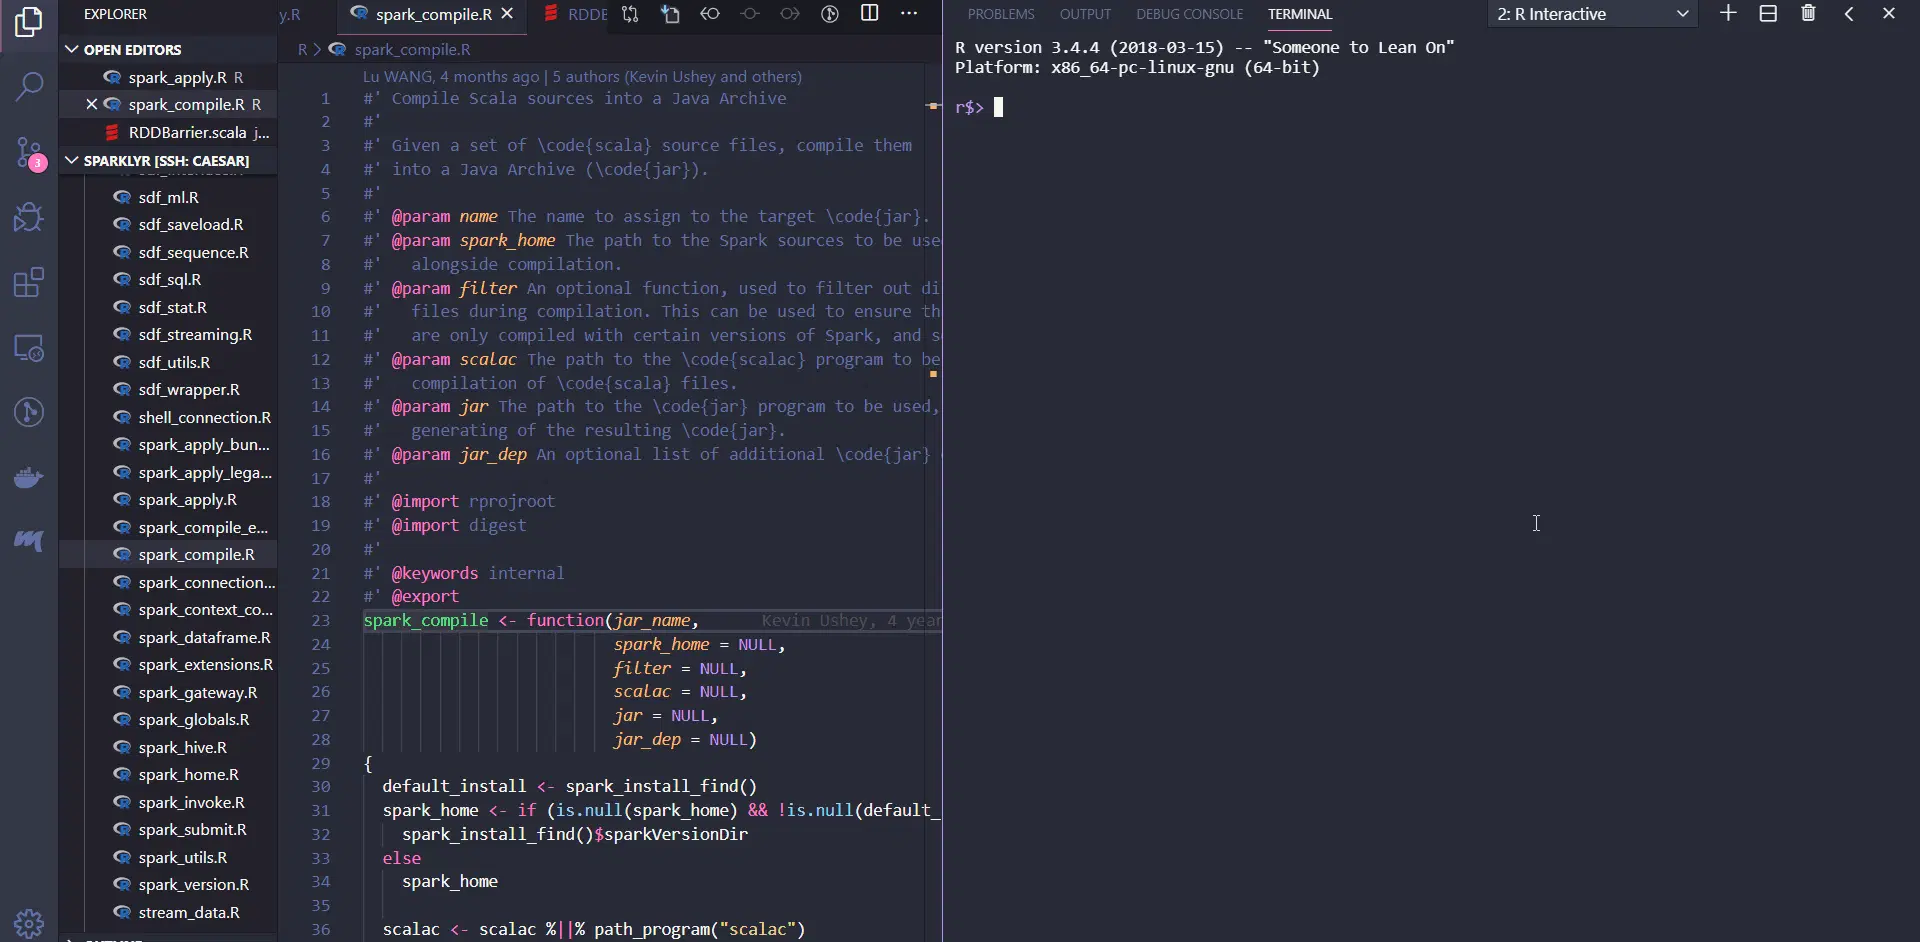 EXPLORER
OPEN EDITORS
spark_apply.R R
spark_compile.R R
RDDBarrier.scala j...
3
SPARKLYR [SSH: CAESAR]
sdf_ml.R
sdf_saveload.R
sdf_sequence.R
sdf_sql.R
sdf_stat.R
sdf_streaming.R
sdf_utils.R
sdf_wrapper.R
shell_connection.R
spark_apply_bun...
spark_apply_lega...
spark_apply.R
spark_compile_e...
spark_compile.R
spark_connection...
spark_context_co...
spark_dataframe.R
spark_extensions.R
spark_gateway.R
spark_globals.R
spark_hive.R
spark_home.R
spark_invoke.R
spark_submit.R
spark_utils.R
spark_version.R
stream_data.R
y.R
spark_compile.R
RDDE
R > spark_compile.R
Lu WANG, 4 months ago | 5 authors (Kevin Ushey and others)
1 #' Compile Scala sources into a Java Archive
2 #'
3 #' Given a set of \code{scala} source files, compile them
4 #' into a Java Archive (\code{jar}).
5 #'
6 #' @param name The name to assign to the target \code{jar}.
7 #' @param spark_home The path to the Spark sources to be use
8 #'   alongside compilation.
9 #' @param filter An optional function, used to filter out di
10 #'   files during compilation. This can be used to ensure th
11 #'   are only compiled with certain versions of Spark, and s
12 #' @param scalac The path to the \code{scalac} program to be
13 #'   compilation of \code{scala} files.
14 #' @param jar The path to the \code{jar} program to be used,
15 #'   generating of the resulting \code{jar}.
16 #' @param jar_dep An optional list of additional \code{jar}
17 #'
18 #' @import rprojroot
19 #' @import digest
20 #'
21 #' @keywords internal
22 #' @export
23 spark_compile <- function(jar_name, Kevin Ushey, 4 year
24 spark_home = NULL,
25 filter = NULL,
26 scalac = NULL,
27 jar = NULL,
28 jar_dep = NULL)
29 {
30   default_install <- spark_install_find()
31   spark_home <- if (is.null(spark_home) && !is.null(default_
32     spark_install_find()$sparkVersionDir
33   else
34     spark_home
35
36   scalac <- scalac %||% path_program("scalac")
PROBLEMS OUTPUT DEBUG CONSOLE TERMINAL 2: R Interactive
R version 3.4.4 (2018-03-15) -- "Someone to Lean On"
Platform: x86_64-pc-linux-gnu (64-bit)
r$>